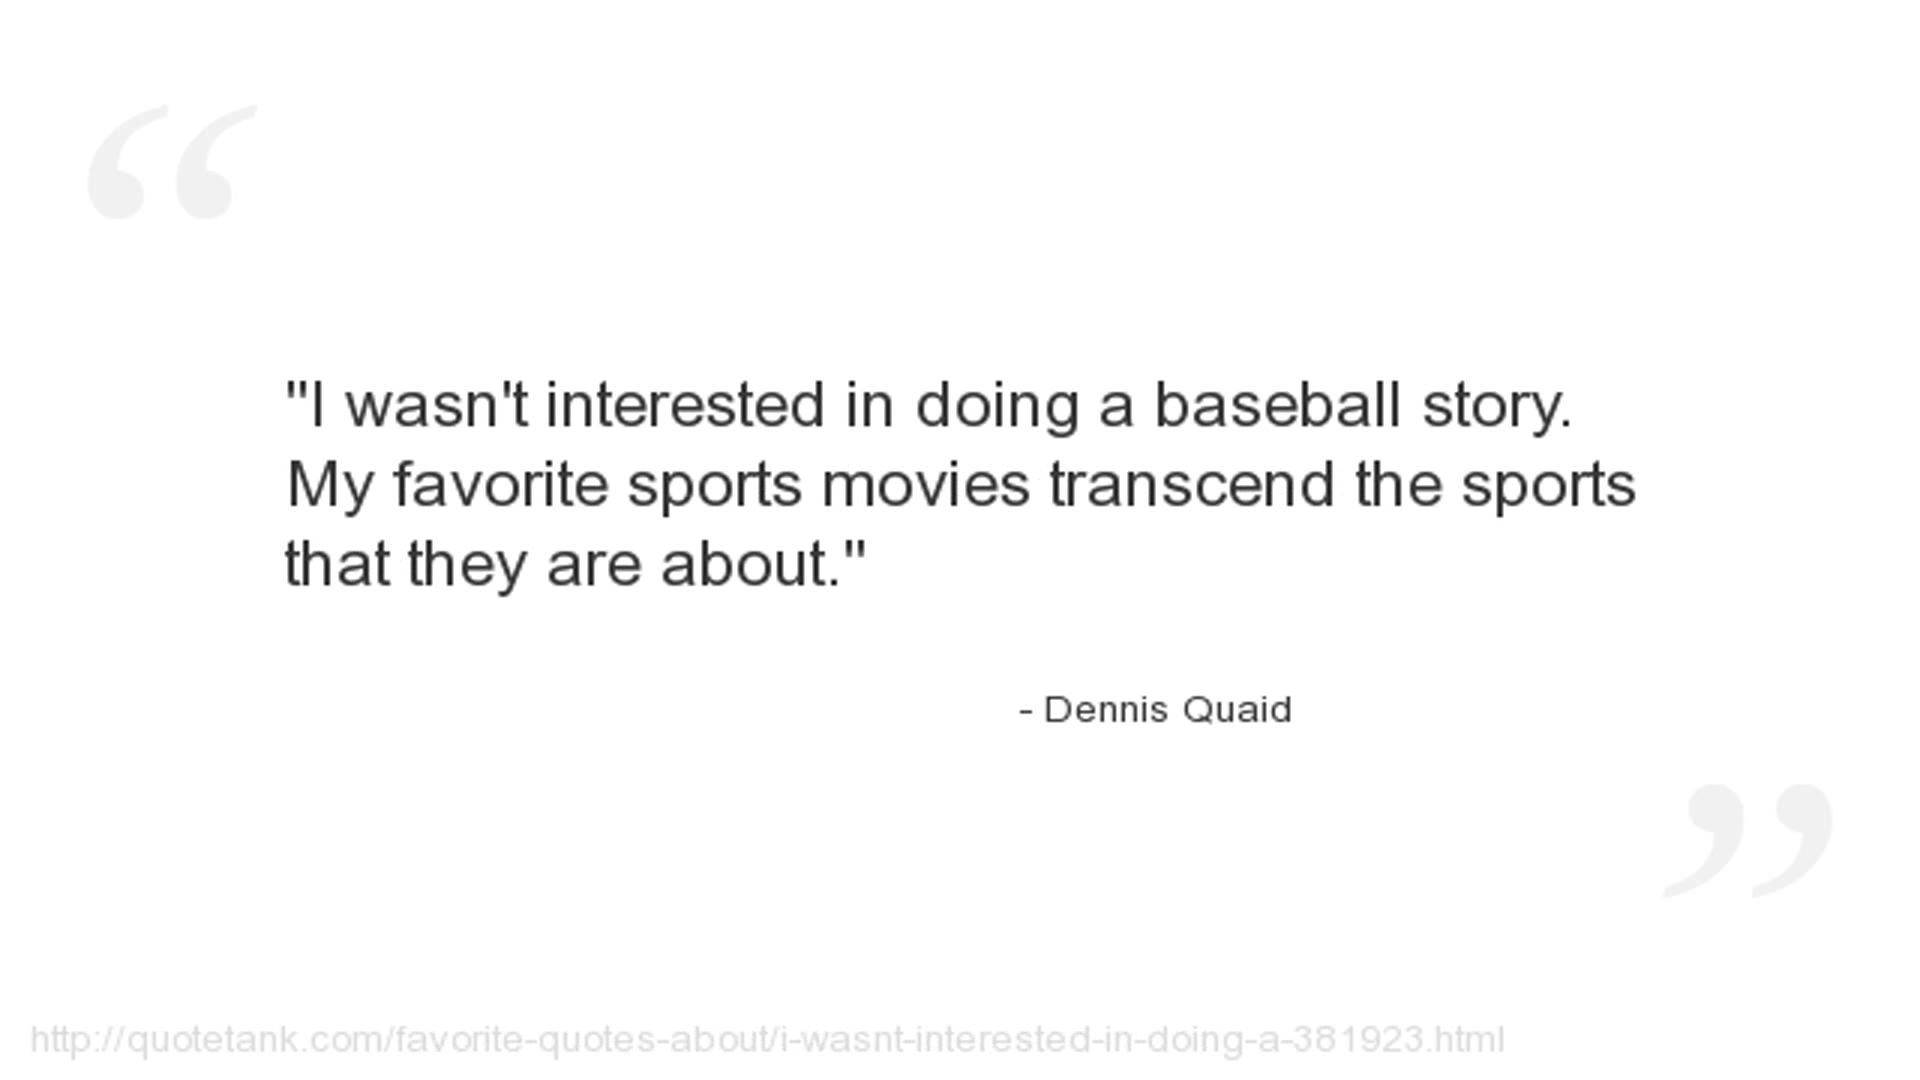 "I wasn't interested in doing a baseball story.
My favorite sports movies transcend the sports
that they are about."
- Dennis Quaid
http://quotetank.com/favorite-quotes-about/i-wasnt-interested-in-doing-a-381923.html